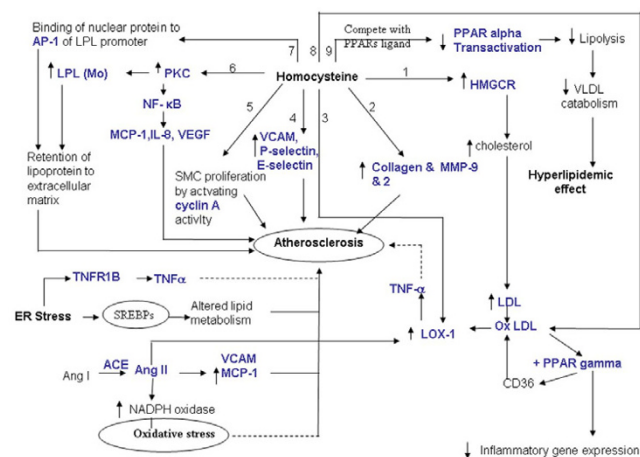 Binding of nuclear protein to
AP-1 of LPL promoter
7
8
9
Compete with
PPARs ligand
PPAR alpha
Transactivation
Lipolysis
LPL (Mo)
PKC
6
Homocysteine
1
HMGCR
VLDL
catabolism
NF- κB
5
4
3
2
MCP-1,IL-8, VEGF
VCAM,
P-selectin,
E-selectin
cholesterol
Retention of
lipoprotein to
extracellular
matrix
SMC proliferation
by actvating
cyclin A
activity
Collagen & MMP-9
& 2
Hyperlipidemic
effect
Atherosclerosis
TNFR1B
TNFα
TNF-α
ER Stress
SREBPs
Altered lipid
metabolism
LDL
LOX-1
Ox LDL
Ang I
ACE
Ang II
VCAM
MCP-1
+ PPAR gamma
CD36
NADPH oxidase
Oxidative stress
Inflammatory gene expression